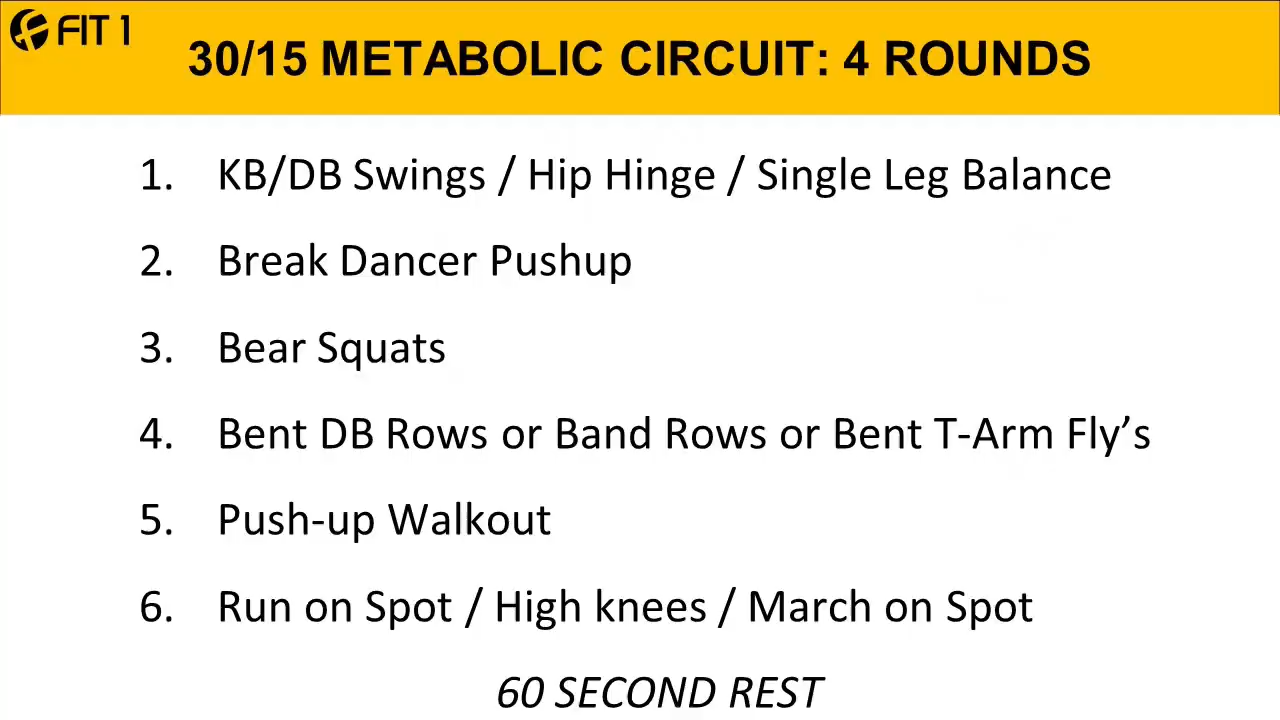 FIT 1
30/15 METABOLIC CIRCUIT: 4 ROUNDS
1. KB/DB Swings / Hip Hinge / Single Leg Balance
2. Break Dancer Pushup
3. Bear Squats
4. Bent DB Rows or Band Rows or Bent T-Arm Fly’s
5. Push-up Walkout
6. Run on Spot / High knees / March on Spot
60 SECOND REST